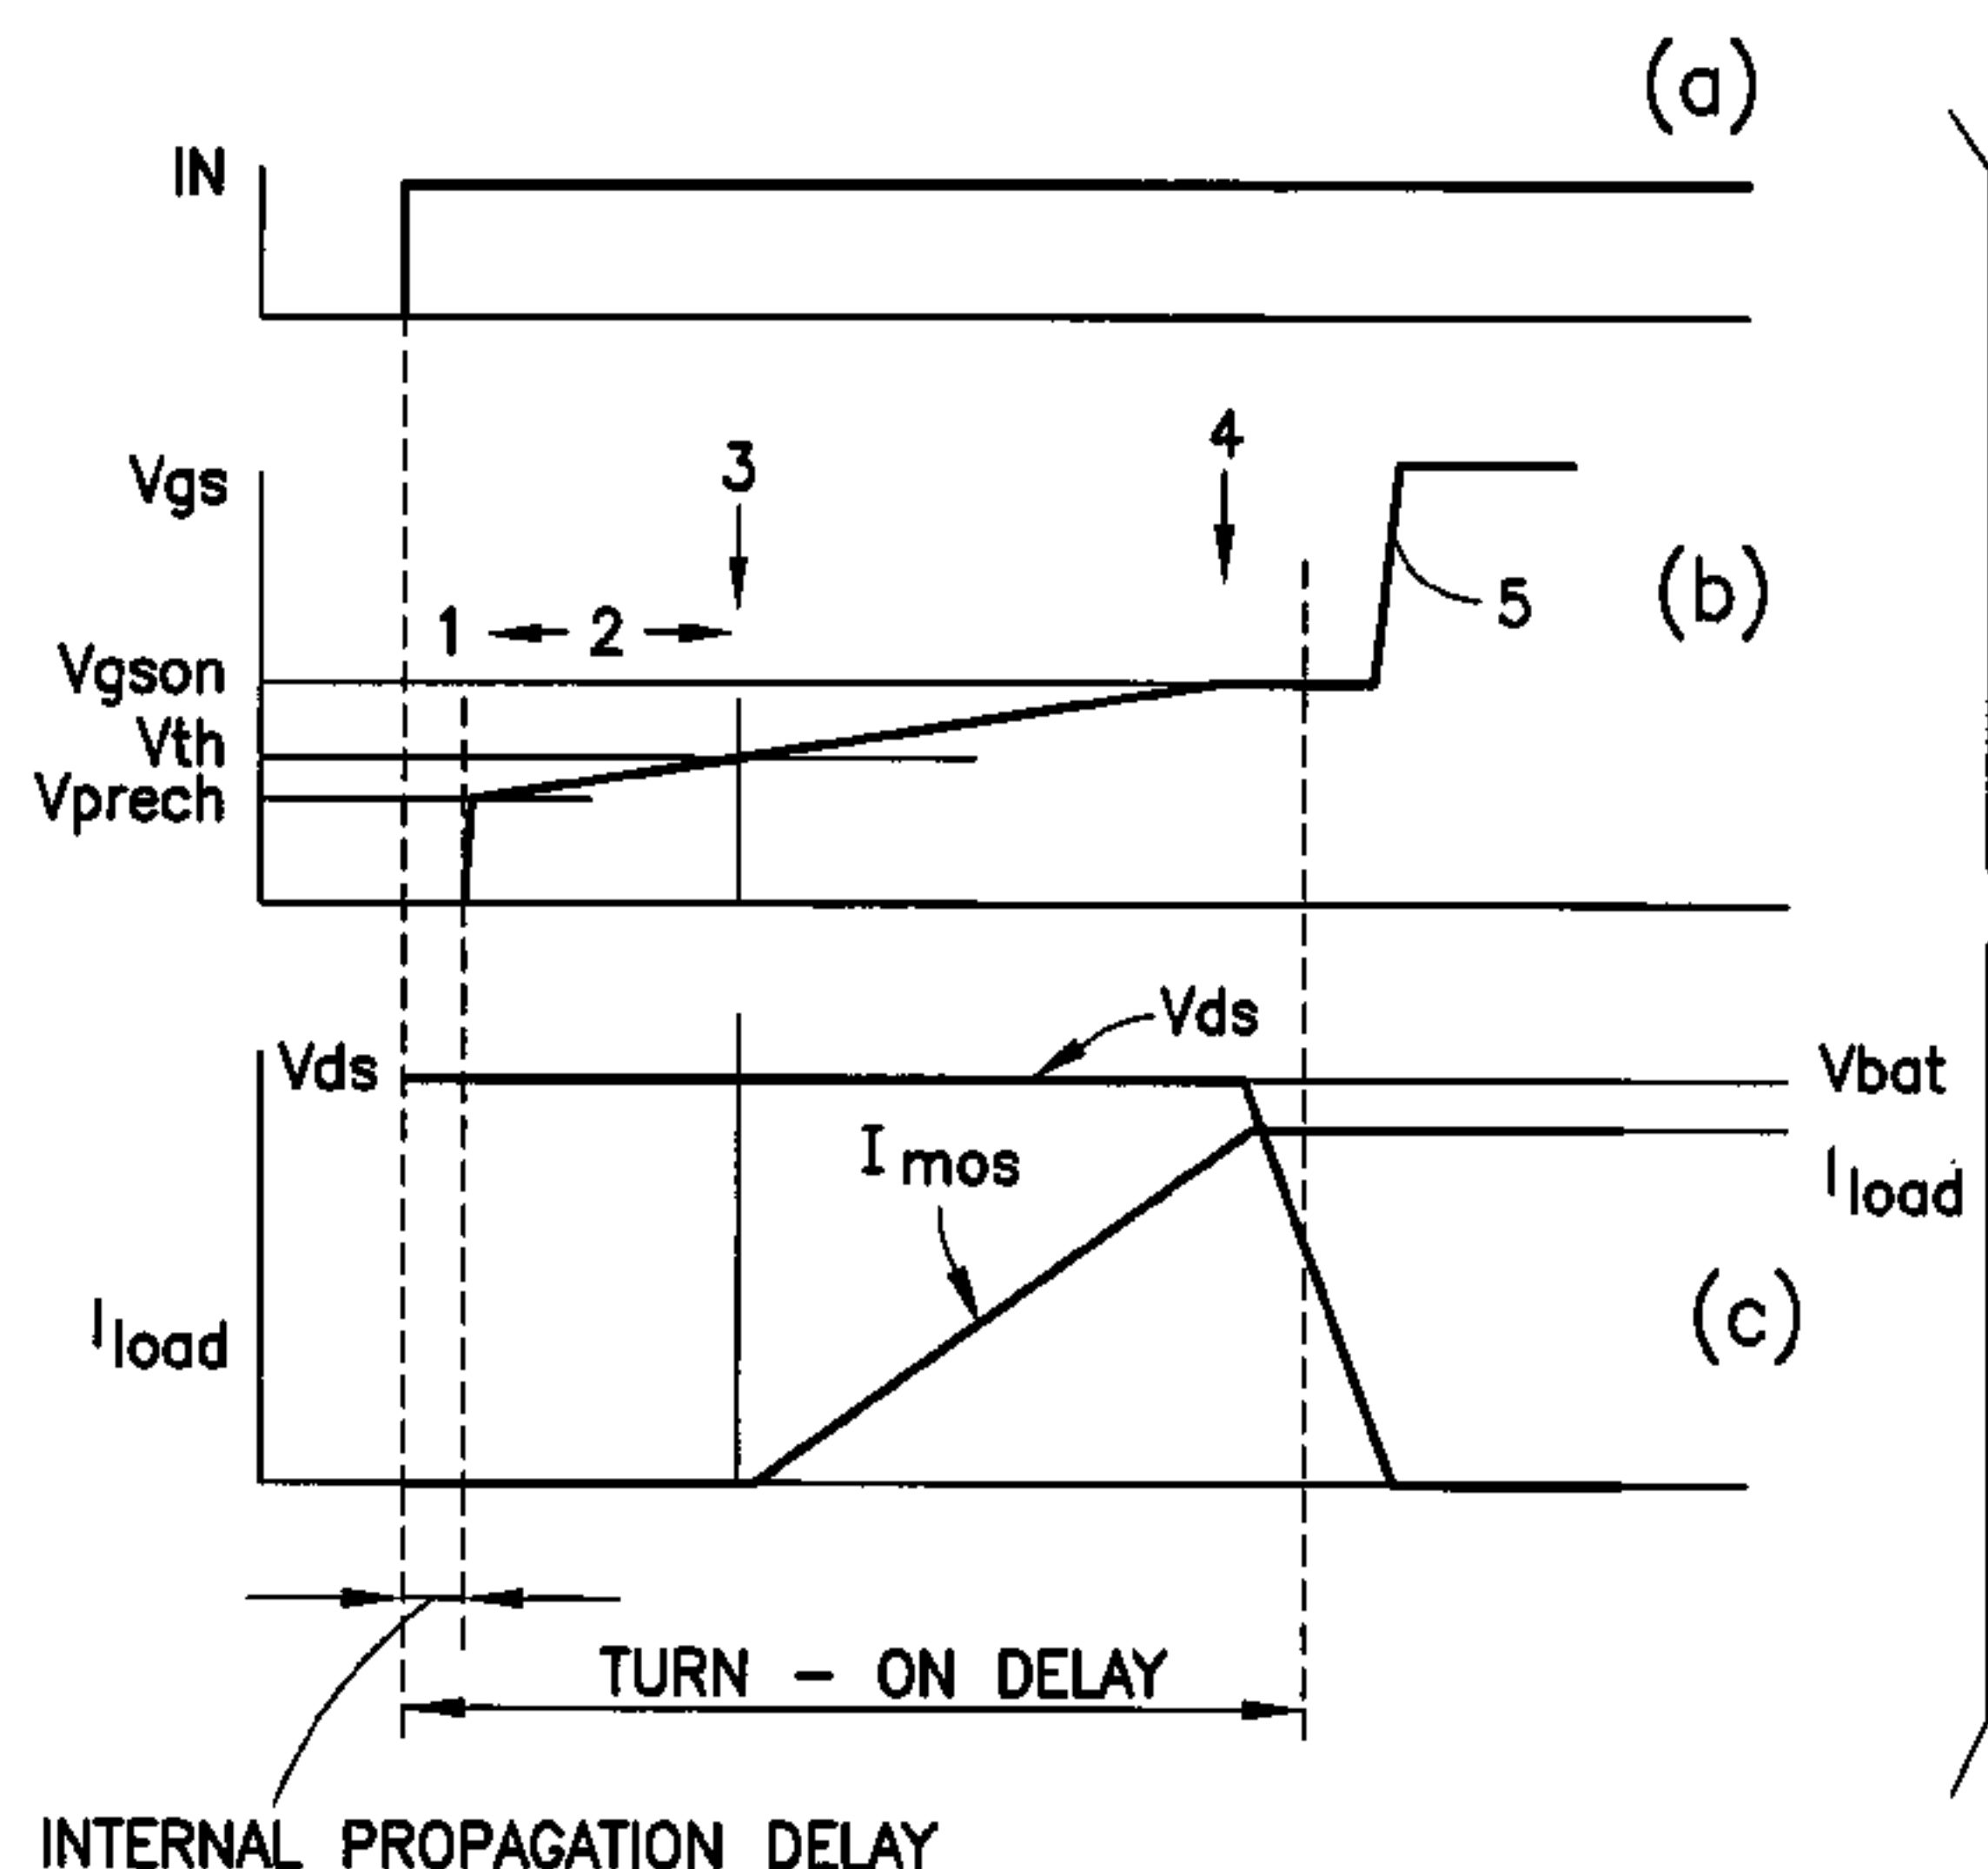 (a)
IN
4
3
Vgs
5
(b)
1
2
Vgson
Vth
Vprech
Vds
Vds
Vbat
Imos
Iload
Iload
(c)
TURN - ON DELAY
INTERNAL PROPAGATION DELAY